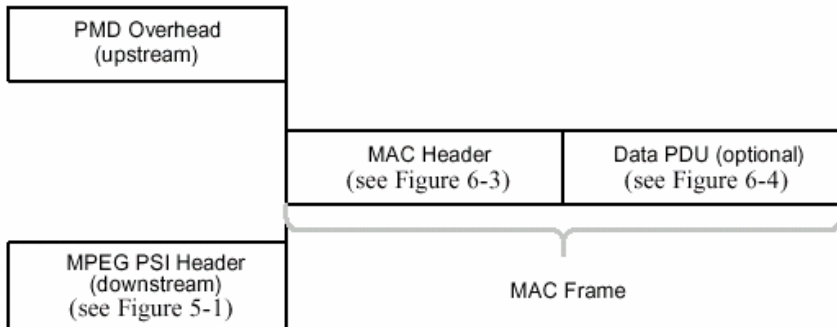 PMD Overhead
(upstream)
MAC Header
(see Figure 6-3)
Data PDU (optional)
(see Figure 6-4)
MPEG PSI Header
(downstream)
(see Figure 5-1)
MAC Frame